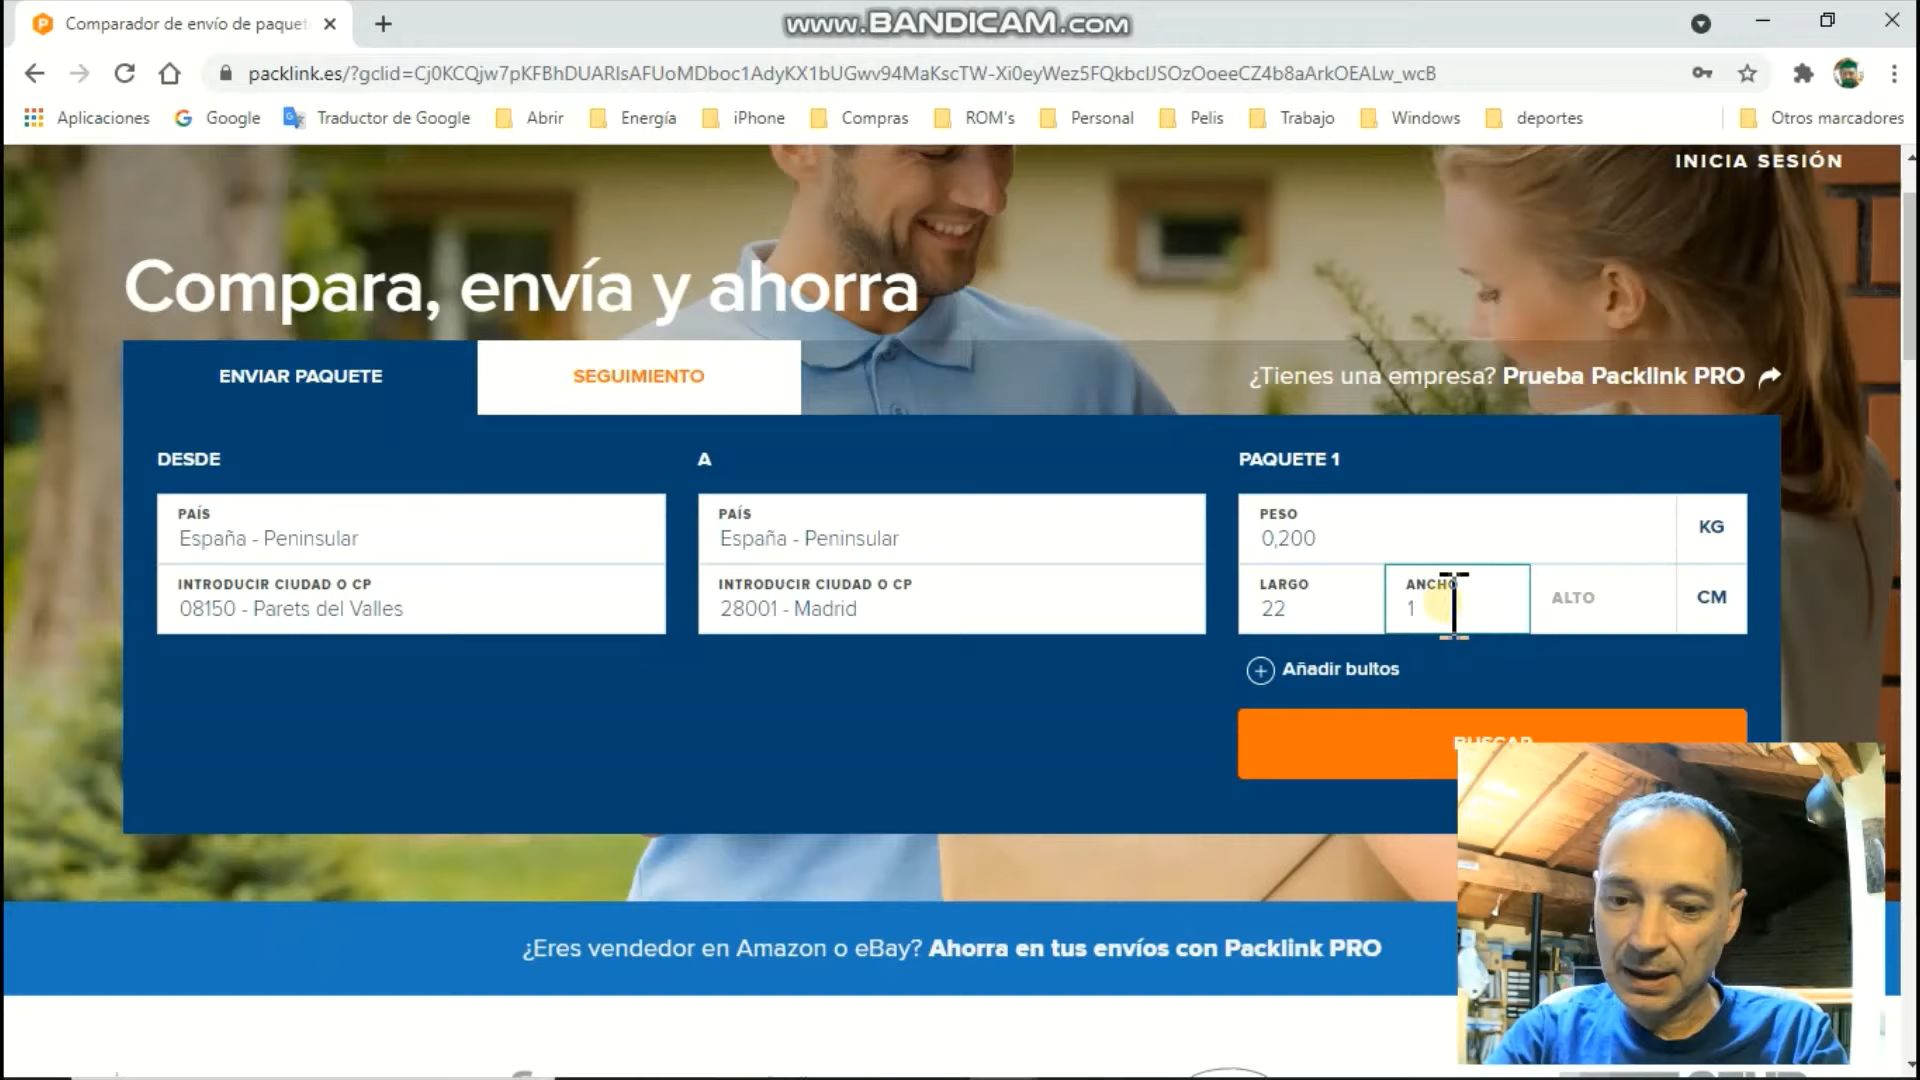 Comparador de envío de paquet
www.BANDICAM.com
packlink.es/?gclid=Cj0KCQjw7pKFBhDUARIsAFUoMDboc1AdyKX1bUGwv94MaKscTW-Xi0eyWez5FQkbcIJSOzOoeeCZ4b8aArkOEALw_wcB
Aplicaciones Google Traductor de Google Abrir Energía iPhone Compras ROM's Personal Pelis Trabajo Windows deportes Otros marcadores
INICIA SESIÓN
Compara, envía y ahorra
ENVIAR PAQUETE SEGUIMIENTO ¿Tienes una empresa? Prueba Packlink PRO
DESDE A PAQUETE 1
PAÍS PAÍS PESO
España - Peninsular España - Peninsular 0,200 KG
INTRODUCIR CIUDAD O CP INTRODUCIR CIUDAD O CP LARGO ANCHO ALTO CM
08150 - Parets del Valles 28001 - Madrid 22 1
Añadir bultos
BUSCAR
¿Eres vendedor en Amazon o eBay? Ahorra en tus envíos con Packlink PRO